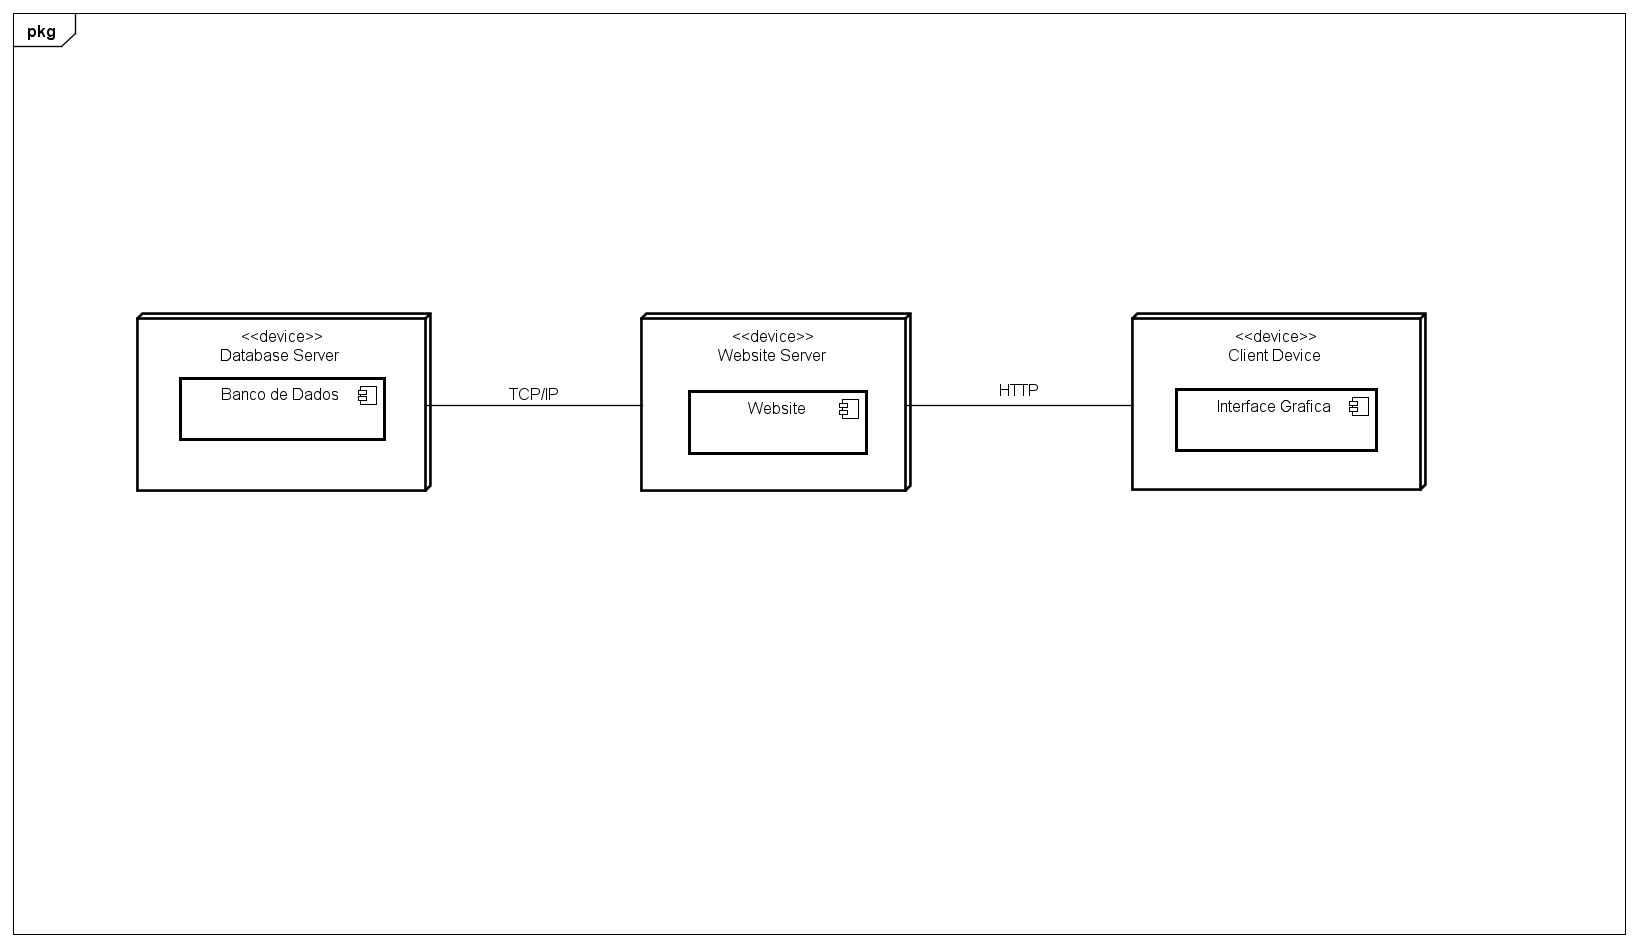 pkg
<<device>>
Database Server
Banco de Dados
TCP/IP
<<device>>
Website Server
Website
HTTP
<<device>>
Client Device
Interface Grafica